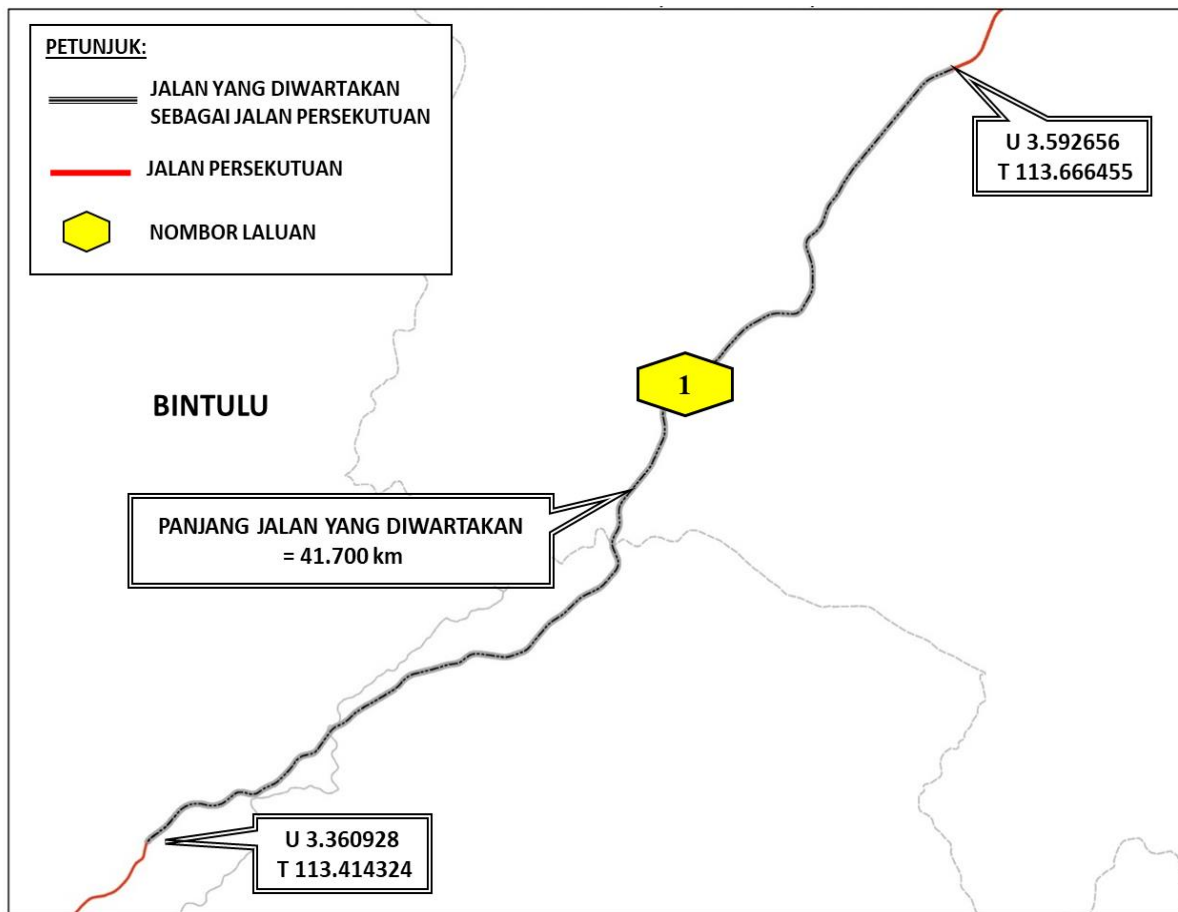 PETUNJUK:
JALAN YANG DIWARTAKAN
SEBAGAI JALAN PERSEKUTUAN
JALAN PERSEKUTUAN
NOMBOR LALUAN
U 3.592656
T 113.666455
1
BINTULU
PANJANG JALAN YANG DIWARTAKAN
= 41.700 km
U 3.360928
T 113.414324